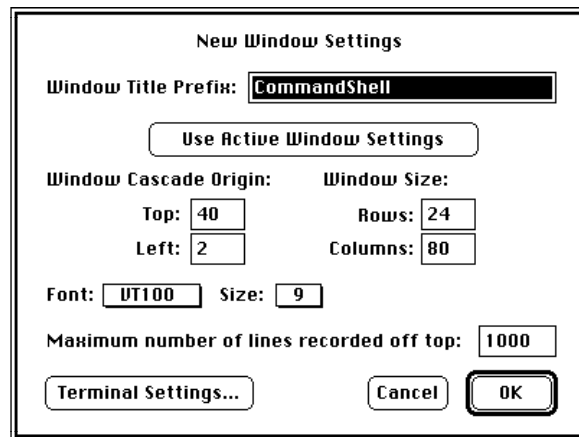 New Window Settings
Window Title Prefix: CommandShell
Use Active Window Settings
Window Cascade Origin: Window Size:
Top: 40 Rows: 24
Left: 2 Columns: 80
Font: VT100 Size: 9
Maximum number of lines recorded off top: 1000
Terminal Settings... Cancel OK